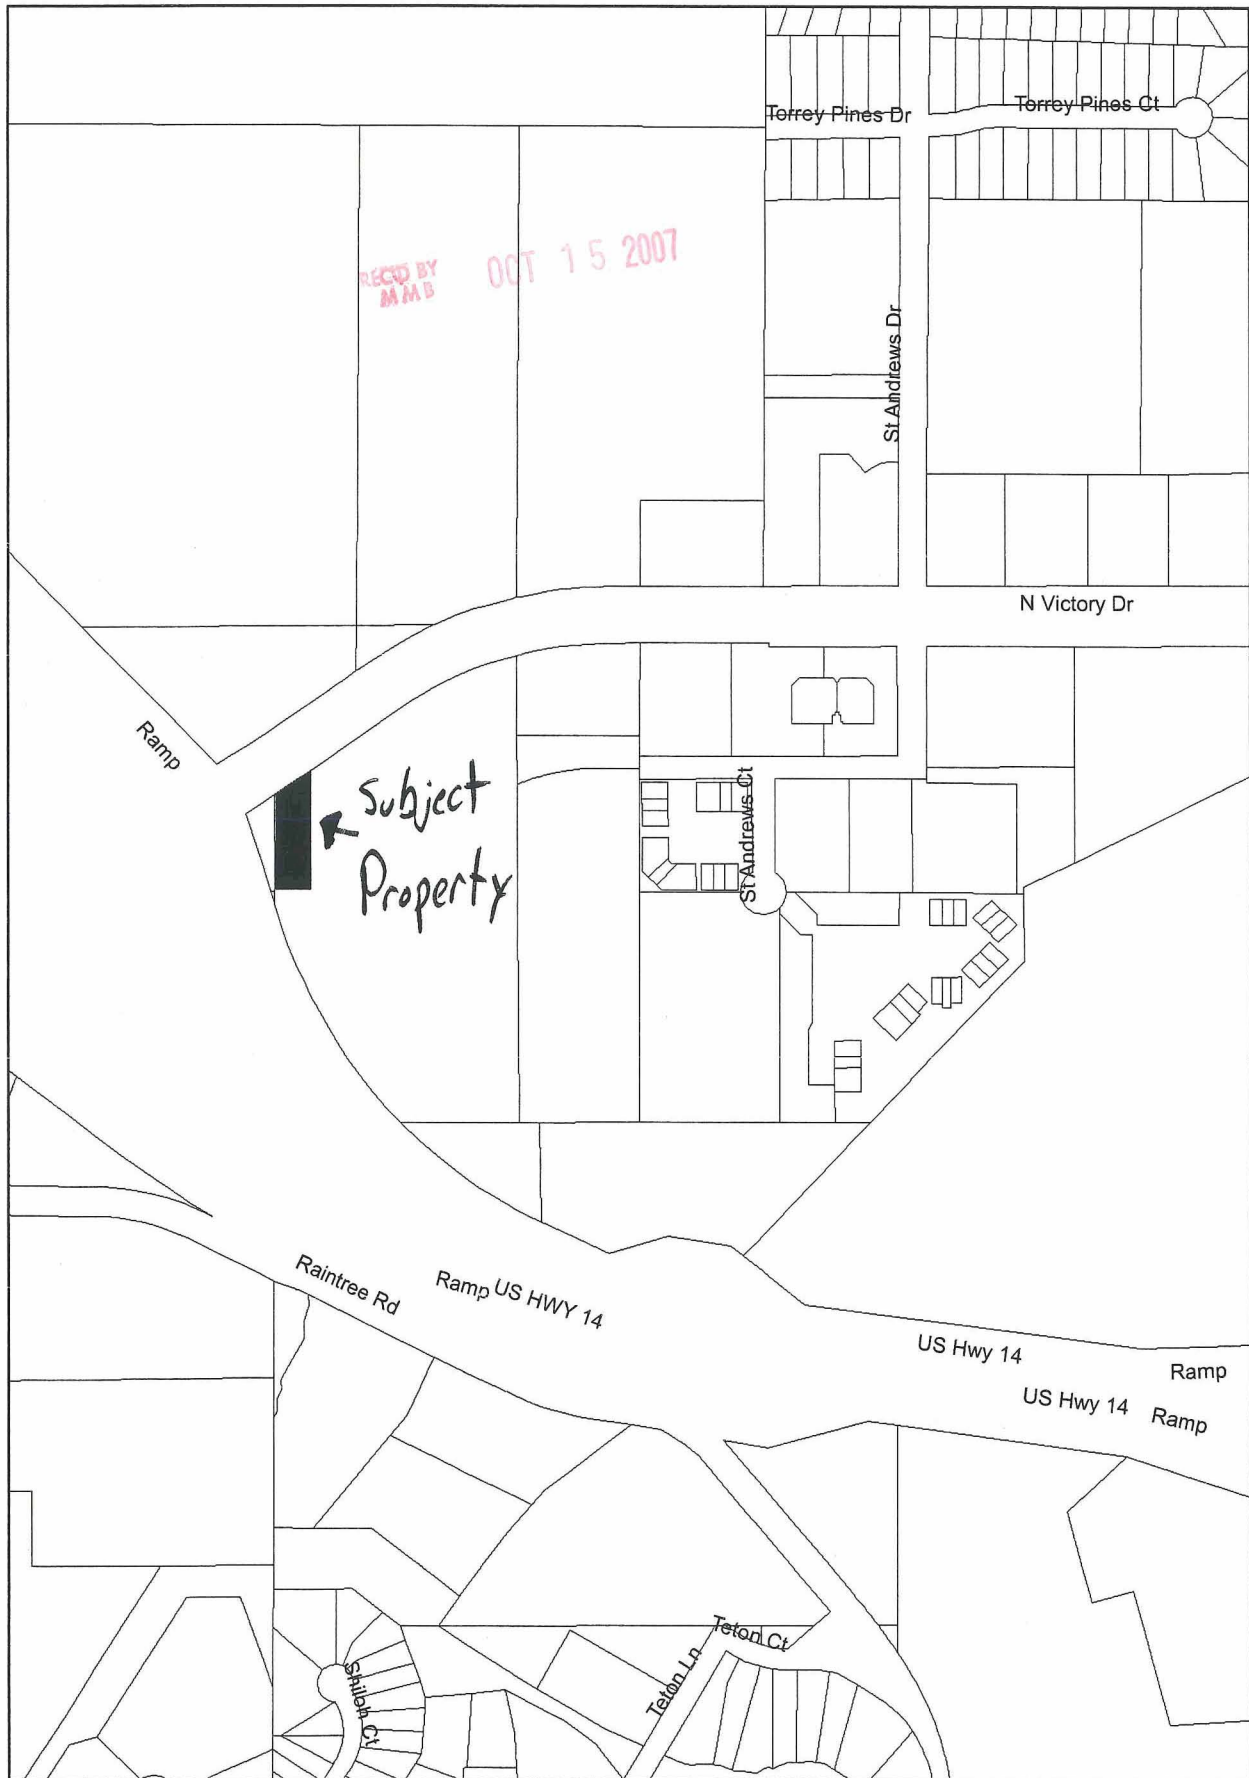 Torrey Pines Dr
Torrey Pines Ct
REC'D BY
MMB
OCT 15 2007
St Andrews Dr
N Victory Dr
Ramp
Subject
Property
St Andrews Ct
Raintree Rd
Ramp
US HWY 14
US Hwy 14
Ramp
US Hwy 14
Ramp
Teton Ct
Teton Ln
Shiloh Ct